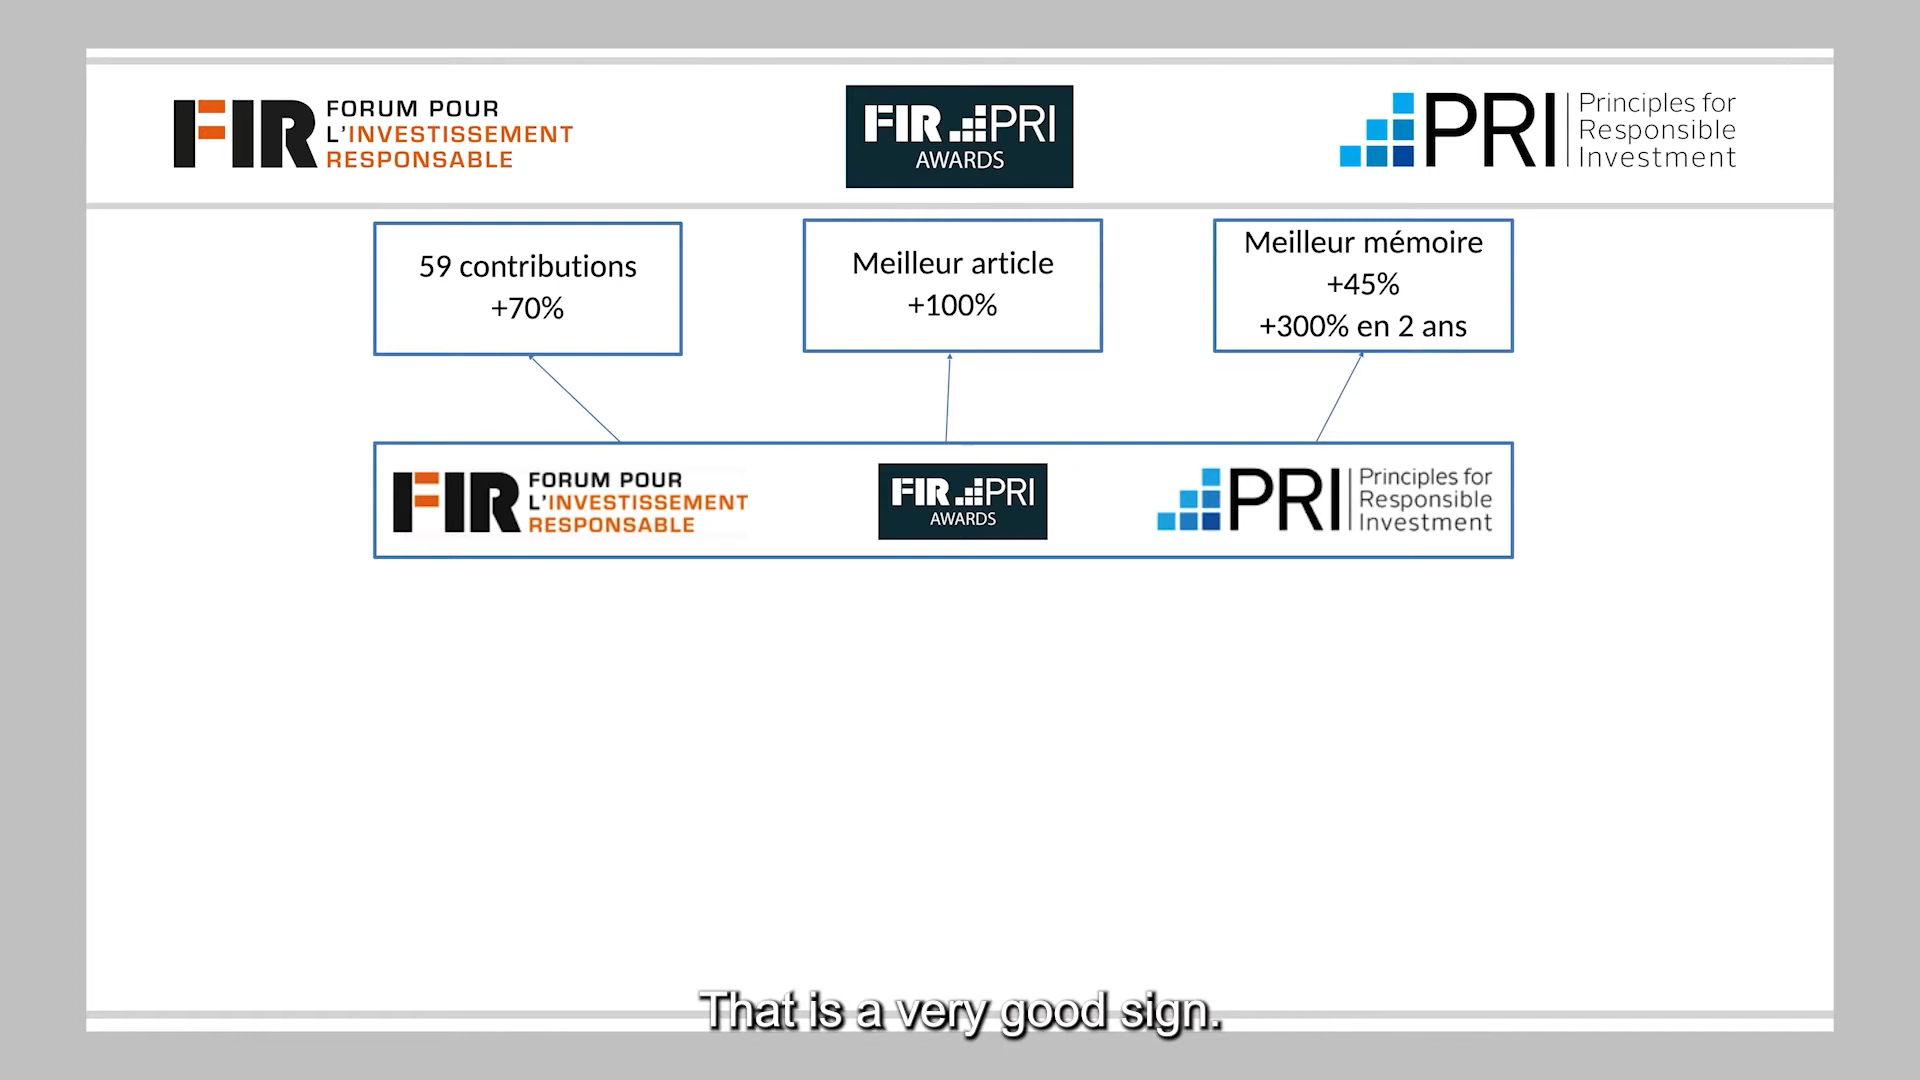 FIR FORUM POUR
L'INVESTISSEMENT
RESPONSABLE
FIR PRI
AWARDS
PRI Principles for
Responsible
Investment
59 contributions
+70%
Meilleur article
+100%
Meilleur mémoire
+45%
+300% en 2 ans
FIR FORUM POUR
L'INVESTISSEMENT
RESPONSABLE
FIR PRI
AWARDS
PRI Principles for
Responsible
Investment
That is a very good sign.